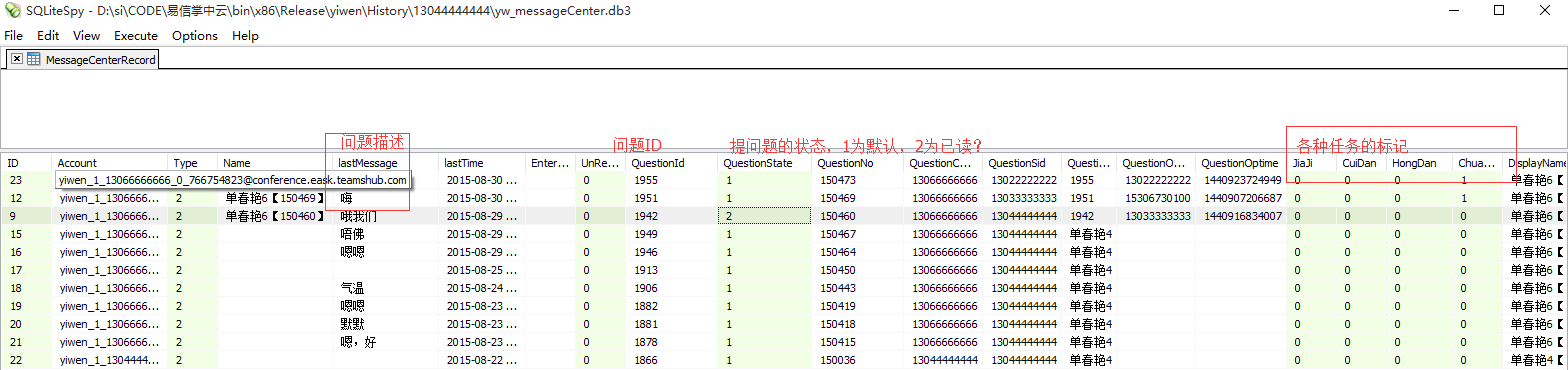 SQLiteSpy - D:\si\CODE\易信掌中云\bin\x86\Release\yiwen\History\13044444444\yw_messageCenter.db3
File Edit View Execute Options Help
MessageCenterRecord
问题描述 问题ID 提问题的状态，1为默认，2为已读？ 各种任务的标记
ID Account Type Name lastMessage lastTime Enter... UnRe... QuestionId QuestionState QuestionNo QuestionC... QuestionSid Questi... QuestionO... QuestionOptime JiaJi CuiDan HongDan Chua... DisplayName
23 yiwen_1_13066666666_0_766754823@conference.eask.teamshub.com 2015-08-30 ... 0 1955 1 150473 13066666666 13022222222 1955 13022222222 1440923724949 0 0 0 1 单春艳6【
12 yiwen_1_1306666... 2 单春艳6【150469】 嗨 2015-08-30 ... 0 1951 1 150469 13066666666 13033333333 1951 15306730100 1440907206687 0 0 0 1 单春艳6【
9 yiwen_1_1306666... 2 单春艳6【150460】 哦我们 2015-08-29 ... 0 1942 2 150460 13066666666 13044444444 1942 13033333333 1440916834007 0 0 0 0 单春艳6【
15 yiwen_1_1306666... 2 唔佛 2015-08-29 ... 0 1949 1 150467 13066666666 13044444444 单春艳4 0 0 0 0 单春艳6【
16 yiwen_1_1306666... 2 嗯嗯 2015-08-29 ... 0 1946 1 150464 13066666666 13044444444 单春艳4 0 0 0 0 单春艳6【
17 yiwen_1_1306666... 2 2015-08-25 ... 0 1913 1 150450 13066666666 13044444444 单春艳4 0 0 0 0 单春艳6【
18 yiwen_1_1306666... 2 气温 2015-08-24 ... 0 1906 1 150443 13066666666 13044444444 单春艳4 0 0 0 0 单春艳6【
19 yiwen_1_1306666... 2 嗯嗯 2015-08-23 ... 0 1882 1 150419 13066666666 13044444444 单春艳4 0 0 0 0 单春艳6【
20 yiwen_1_1306666... 2 默默 2015-08-23 ... 0 1881 1 150418 13066666666 13044444444 单春艳4 0 0 0 0 单春艳6【
21 yiwen_1_1306666... 2 嗯，好 2015-08-23 ... 0 1878 1 150415 13066666666 13044444444 单春艳4 0 0 0 0 单春艳6【
22 yiwen_1_1304444... 2 2015-08-22 ... 0 1866 1 150036 13044444444 13044444444 单春艳4 0 0 0 0 单春艳4【